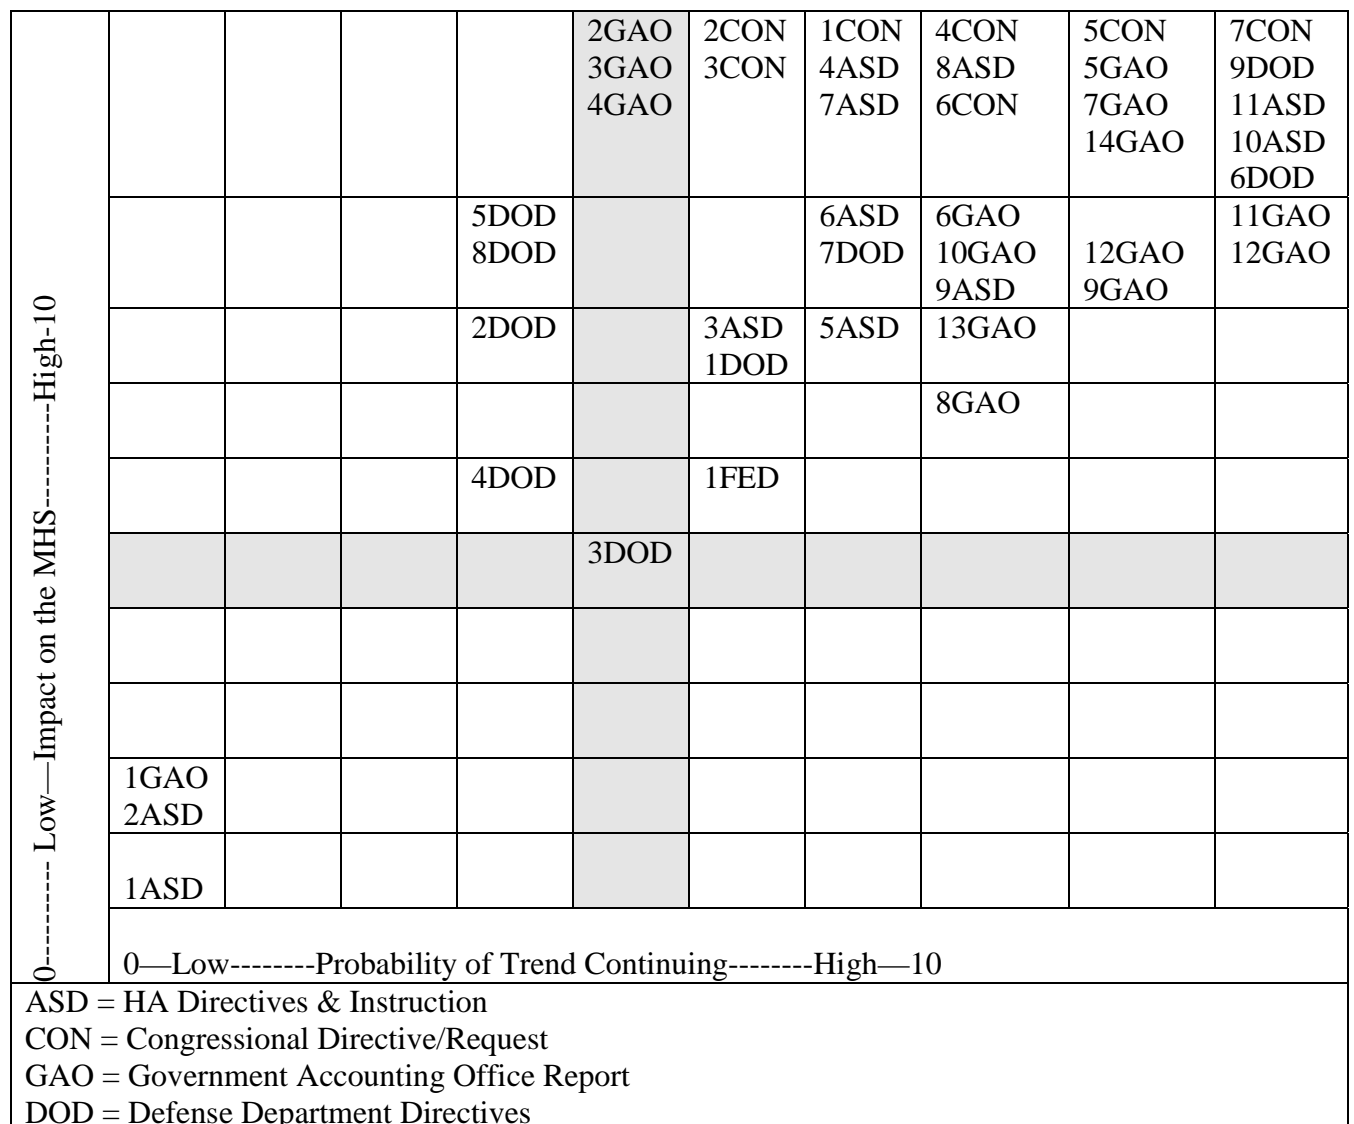 2GAO 2CON 1CON 4CON 5CON 7CON
3GAO 3CON 4ASD 8ASD 5GAO 9DOD
4GAO 7ASD 6CON 7GAO 11ASD
14GAO 10ASD
6DOD
5DOD 6ASD 6GAO 11GAO
8DOD 7DOD 10GAO 12GAO 12GAO
9ASD 9GAO
2DOD 3ASD 5ASD 13GAO
1DOD
8GAO
4DOD 1FED
3DOD
1GAO
2ASD
1ASD
0----------- Low—Impact on the MHS-----------High-10
0—Low--------Probability of Trend Continuing--------High—10
ASD = HA Directives & Instruction
CON = Congressional Directive/Request
GAO = Government Accounting Office Report
DOD = Defense Department Directives